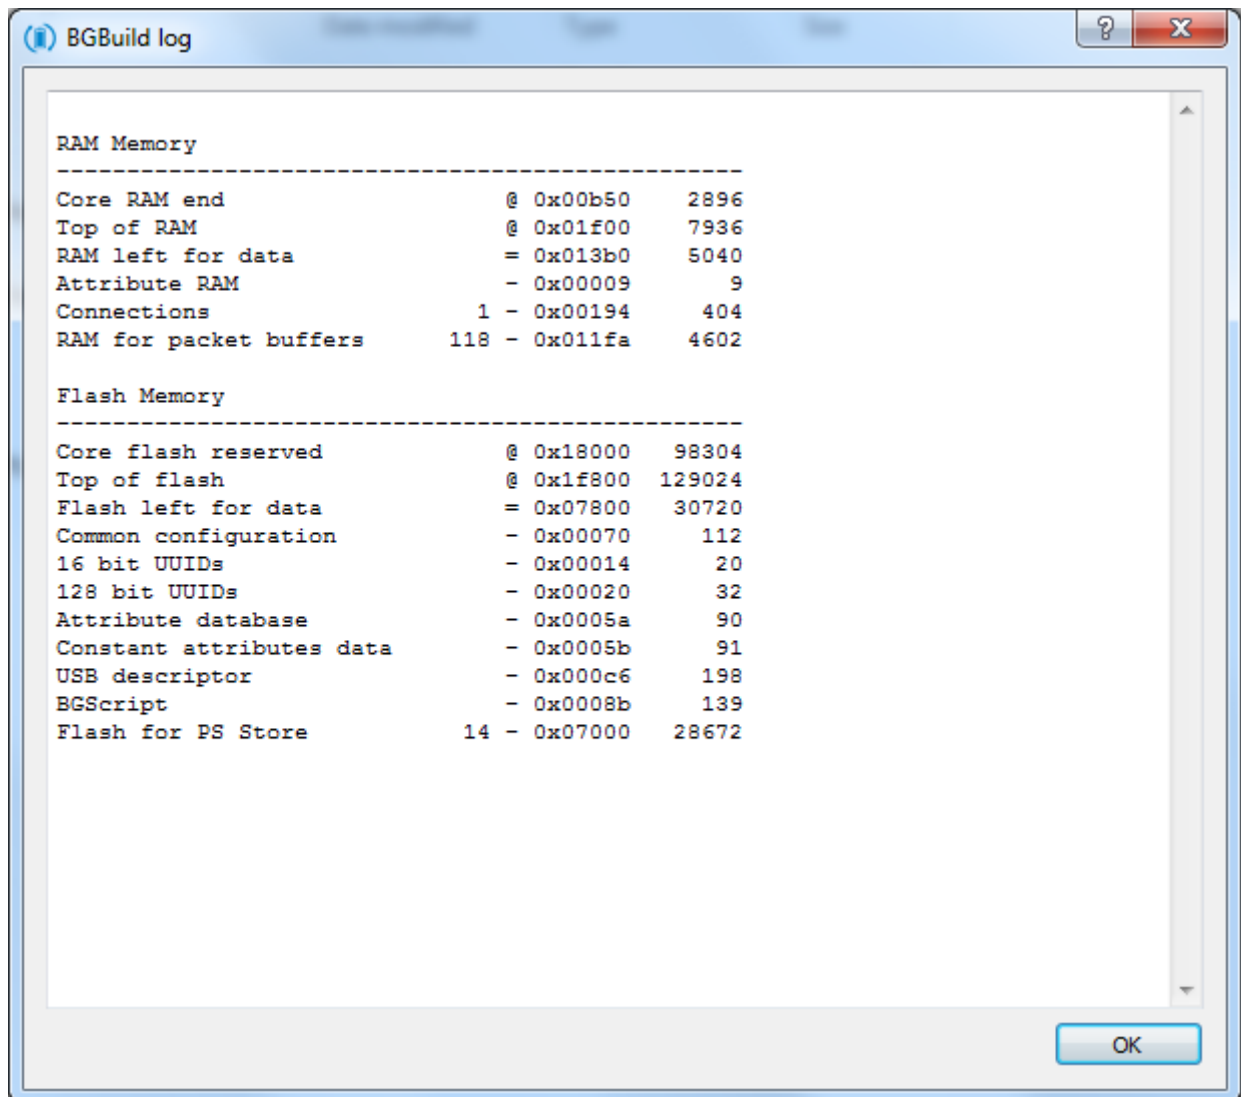 BGBuild log
RAM Memory
-------------------------------------------------
Core RAM end                    @ 0x00b50    2896
Top of RAM                      @ 0x01f00    7936
RAM left for data               = 0x013b0    5040
Attribute RAM                   - 0x00009       9
Connections                   1 - 0x00194     404
RAM for packet buffers      118 - 0x011fa    4602
Flash Memory
-------------------------------------------------
Core flash reserved             @ 0x18000   98304
Top of flash                    @ 0x1f800  129024
Flash left for data             = 0x07800   30720
Common configuration            - 0x00070     112
16 bit UUIDs                    - 0x00014      20
128 bit UUIDs                   - 0x00020      32
Attribute database              - 0x0005a      90
Constant attributes data        - 0x0005b      91
USB descriptor                  - 0x000c6     198
BGScript                        - 0x0008b     139
Flash for PS Store           14 - 0x07000   28672
OK